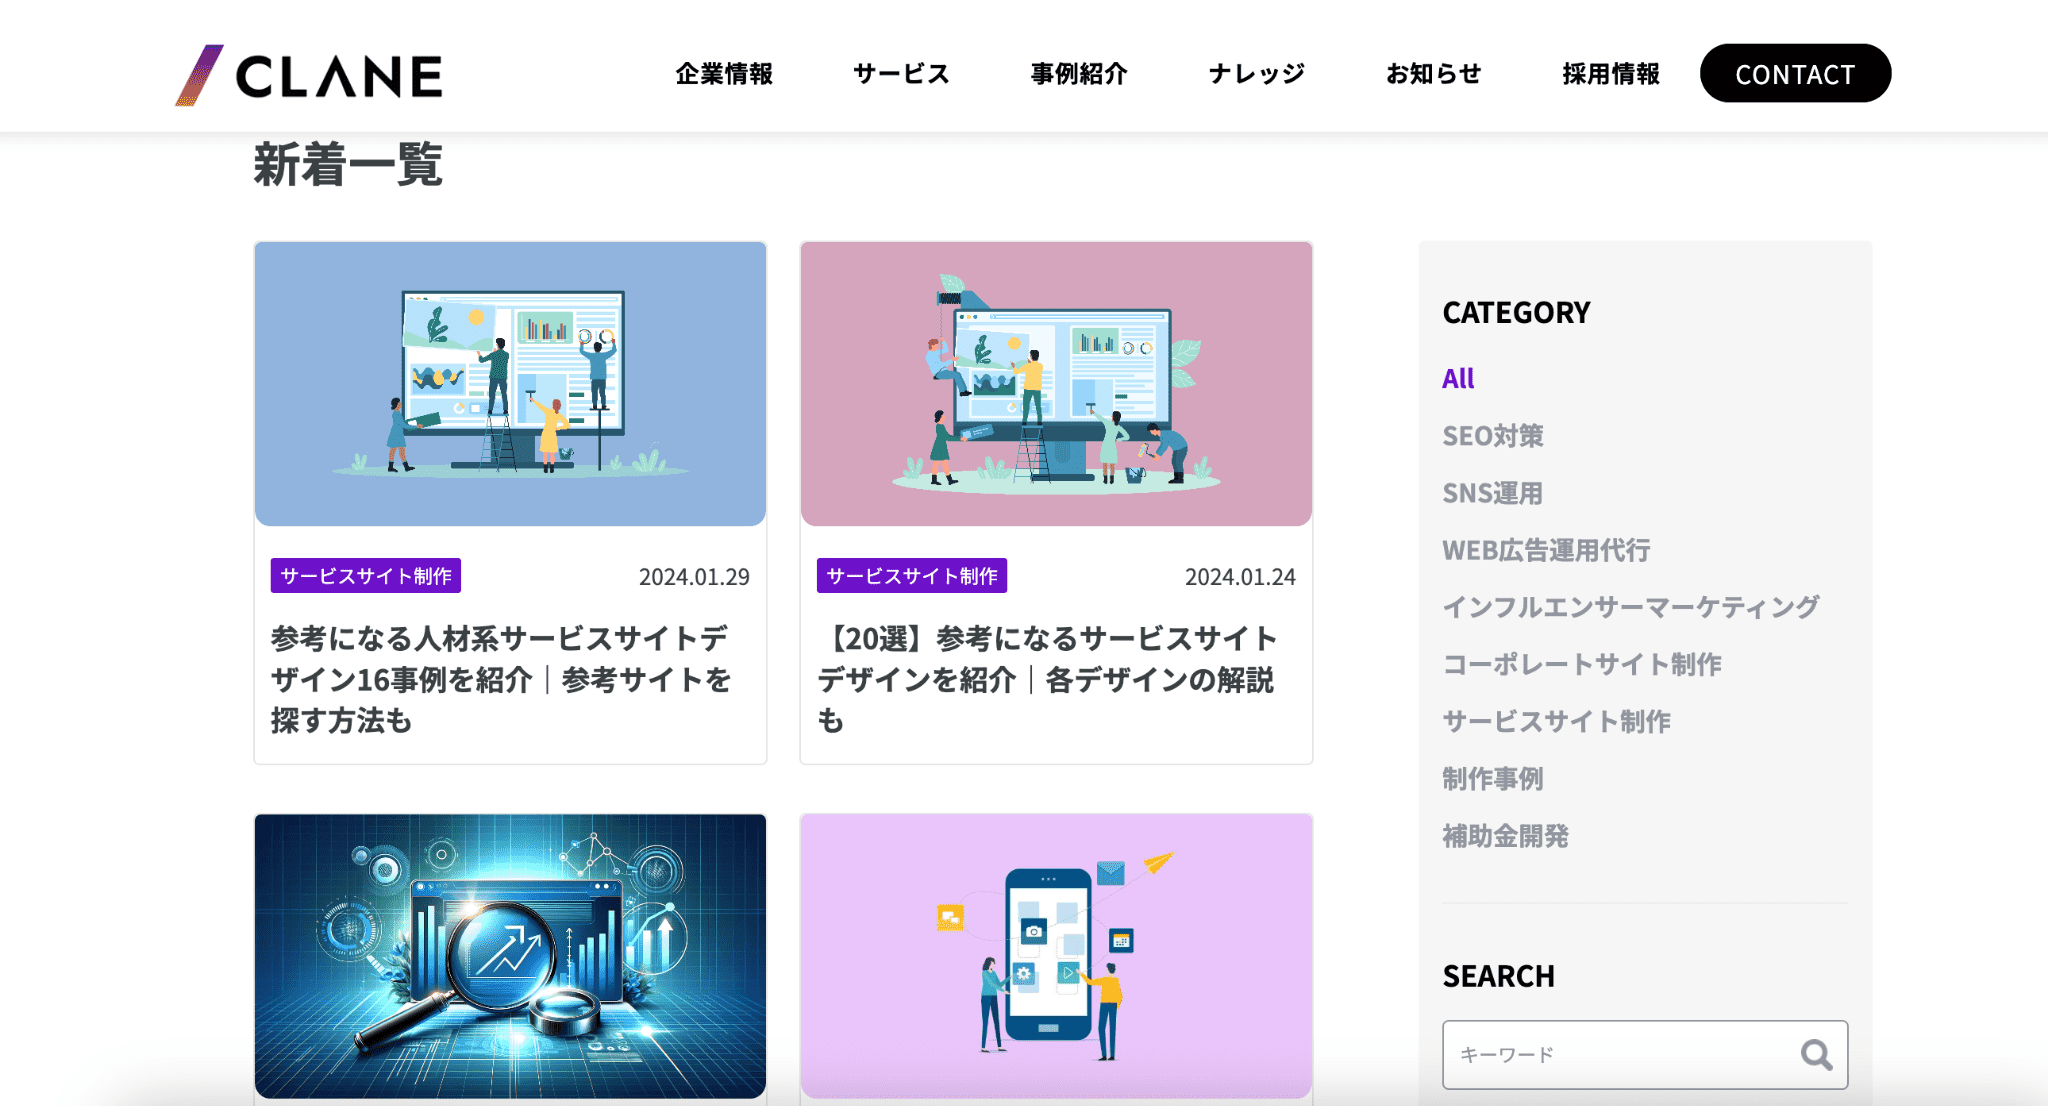 CLANE
企業情報
サービス
事例紹介
ナレッジ
お知らせ
採用情報
CONTACT
新着一覧
サービスサイト制作
2024.01.29
参考になる人材系サービスサイトデ
ザイン16事例を紹介｜参考サイトを
探す方法も
サービスサイト制作
2024.01.24
【20選】参考になるサービスサイト
デザインを紹介｜各デザインの解説
も
CATEGORY
All
SEO対策
SNS運用
WEB広告運用代行
インフルエンサーマーケティング
コーポレートサイト制作
サービスサイト制作
制作事例
補助金開発
SEARCH
キーワード